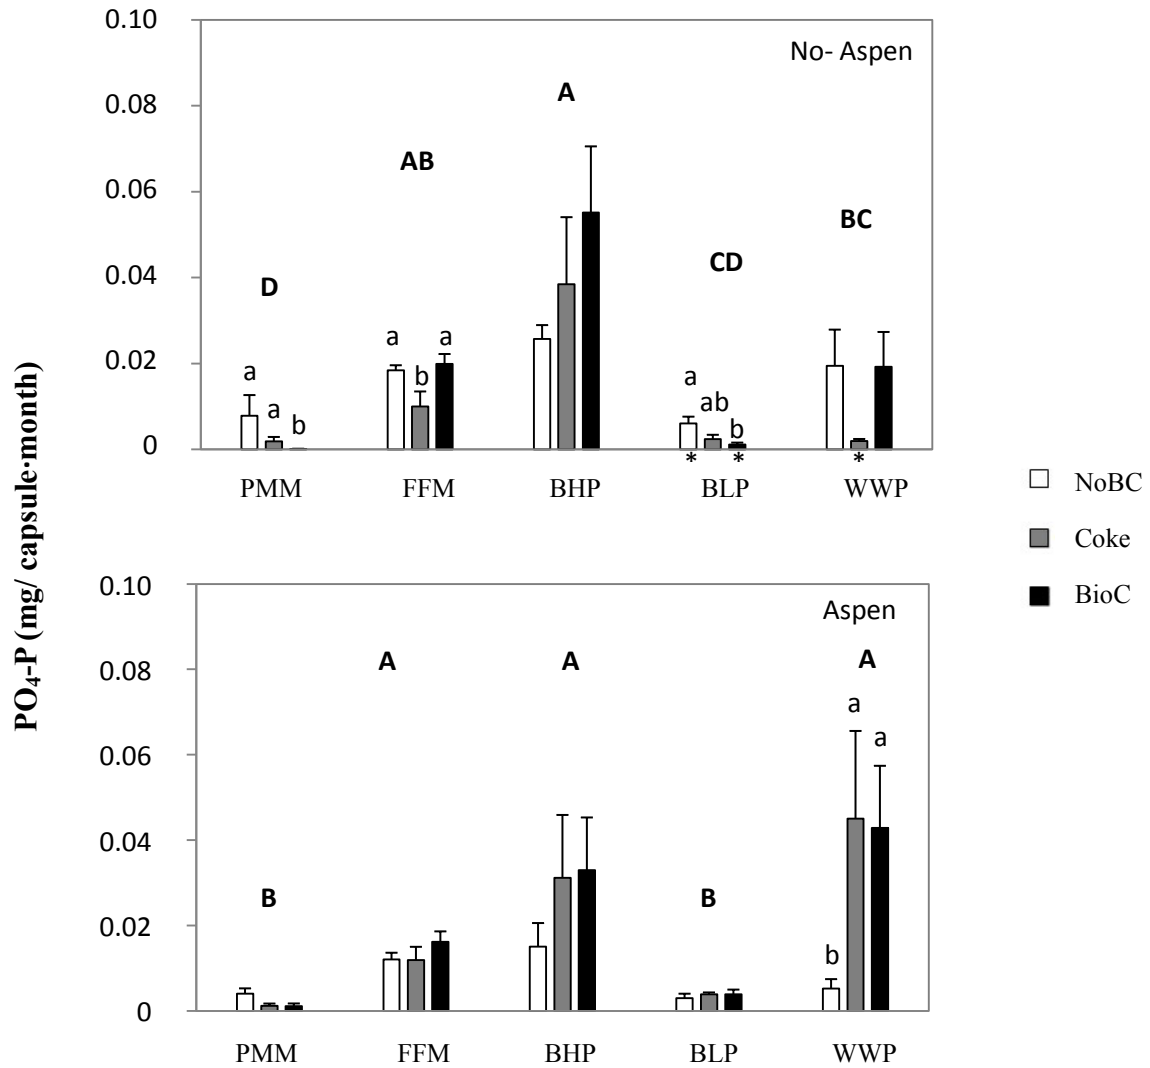 PO₄-P (mg/ capsule·month)
0.10
0.08
0.06
0.04
0.02
0
No- Aspen
A
AB
BC
CD
D
a a
a b a
a ab
b b
* * *
PMM FFM BHP BLP WWP
NoBC
Coke
BioC
0.10
0.08
0.06
0.04
0.02
0
Aspen
A A A
a
a
B B
b
PMM FFM BHP BLP WWP